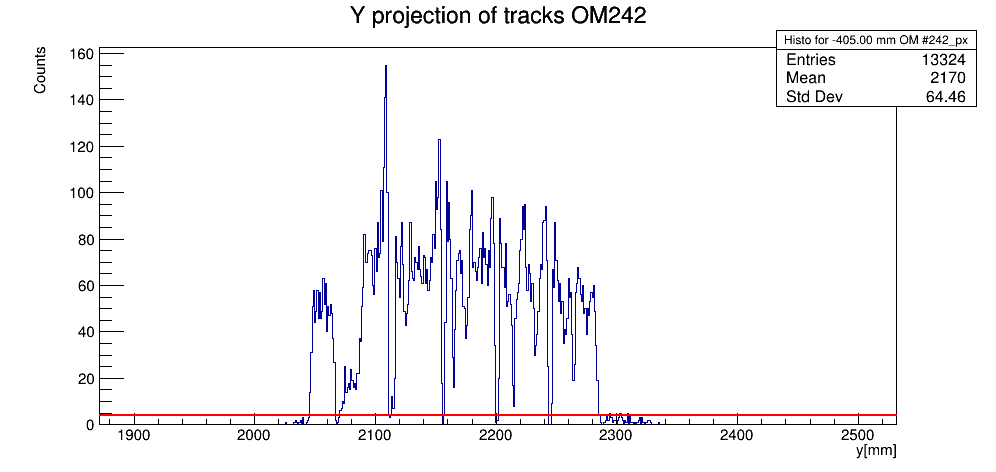 Y projection of tracks OM242
Histo for -405.00 mm OM #242_px
Entries 13324
Mean 2170
Std Dev 64.46
Counts
160
140
120
100
80
60
40
20
0
1900 2000 2100 2200 2300 2400 2500
y[mm]